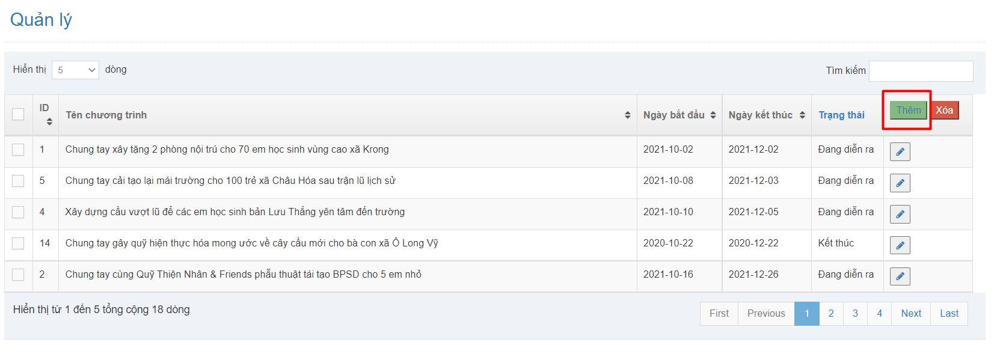 Quản lý
Hiển thị 5 dòng Tìm kiếm
ID Tên chương trình Ngày bắt đầu Ngày kết thúc Trạng thái Thêm Xóa
1 Chung tay xây tặng 2 phòng nội trú cho 70 em học sinh vùng cao xã Krong 2021-10-02 2021-12-02 Đang diễn ra
5 Chung tay cải tạo lại mái trường cho 100 trẻ xã Châu Hóa sau trận lũ lịch sử 2021-10-08 2021-12-03 Đang diễn ra
4 Xây dựng cầu vượt lũ để các em học sinh bản Lưu Thắng yên tâm đến trường 2021-10-10 2021-12-05 Đang diễn ra
14 Chung tay gây quỹ hiện thực hóa mong ước về cây cầu mới cho bà con xã Ô Long Vỹ 2020-10-22 2020-12-22 Kết thúc
2 Chung tay cùng Quỹ Thiện Nhân & Friends phẫu thuật tái tạo BPSD cho 5 em nhỏ 2021-10-16 2021-12-26 Đang diễn ra
Hiển thị từ 1 đến 5 tổng cộng 18 dòng First Previous 1 2 3 4 Next Last